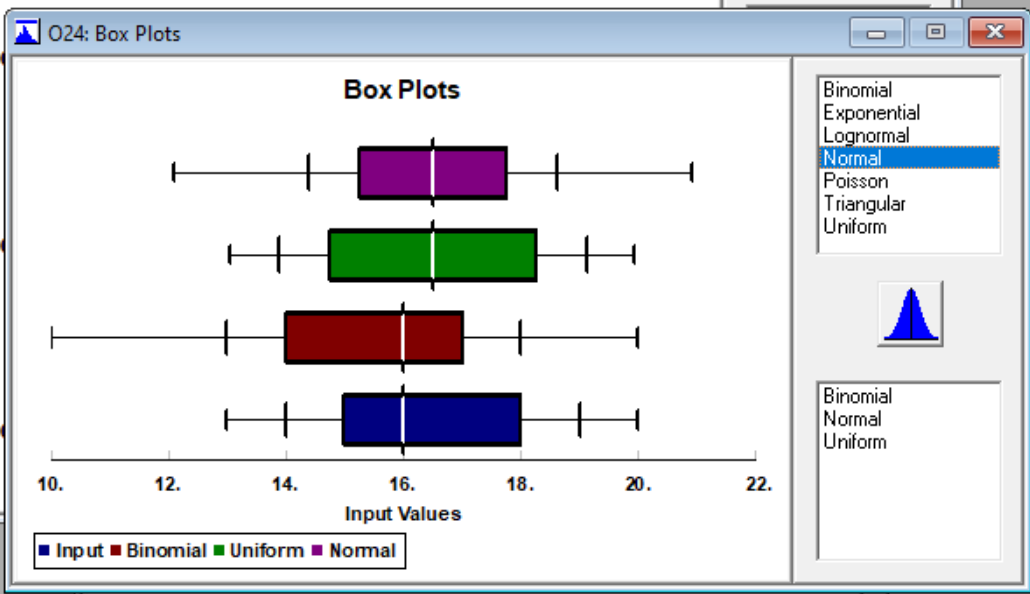 O24: Box Plots
Box Plots
10. 12. 14. 16. 18. 20. 22.
Input Values
Input Binomial Uniform Normal
Binomial
Exponential
Lognormal
Normal
Poisson
Triangular
Uniform
Binomial
Normal
Uniform